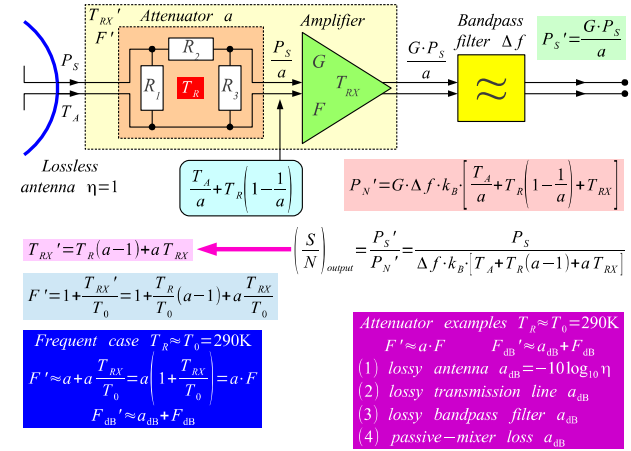 T_RX' Attenuator a Amplifier Bandpass
F' filter Δf
P_S R_2 P_S/a G·P_S/a P_S'=G·P_S/a
G
R_1 T_R R_3 T_RX ≈
T_A F
Lossless
antenna η=1
T_A/a+T_R(1−1/a)
P_N'=G·Δf·k_B·[T_A/a+T_R(1−1/a)+T_RX]
T_RX'=T_R(a−1)+a T_RX
(S/N)_output=P_S'/P_N'=P_S/(Δf·k_B·[T_A+T_R(a−1)+a T_RX])
F'=1+T_RX'/T_0=1+T_R/T_0(a−1)+a T_RX/T_0
Frequent case T_R≈T_0=290K
F'≈a+a T_RX/T_0=a(1+T_RX/T_0)=a·F
F_dB'≈a_dB+F_dB
Attenuator examples T_R≈T_0=290K
F'≈a·F F_dB'≈a_dB+F_dB
(1) lossy antenna a_dB=−10log_10 η
(2) lossy transmission line a_dB
(3) lossy bandpass filter a_dB
(4) passive−mixer loss a_dB